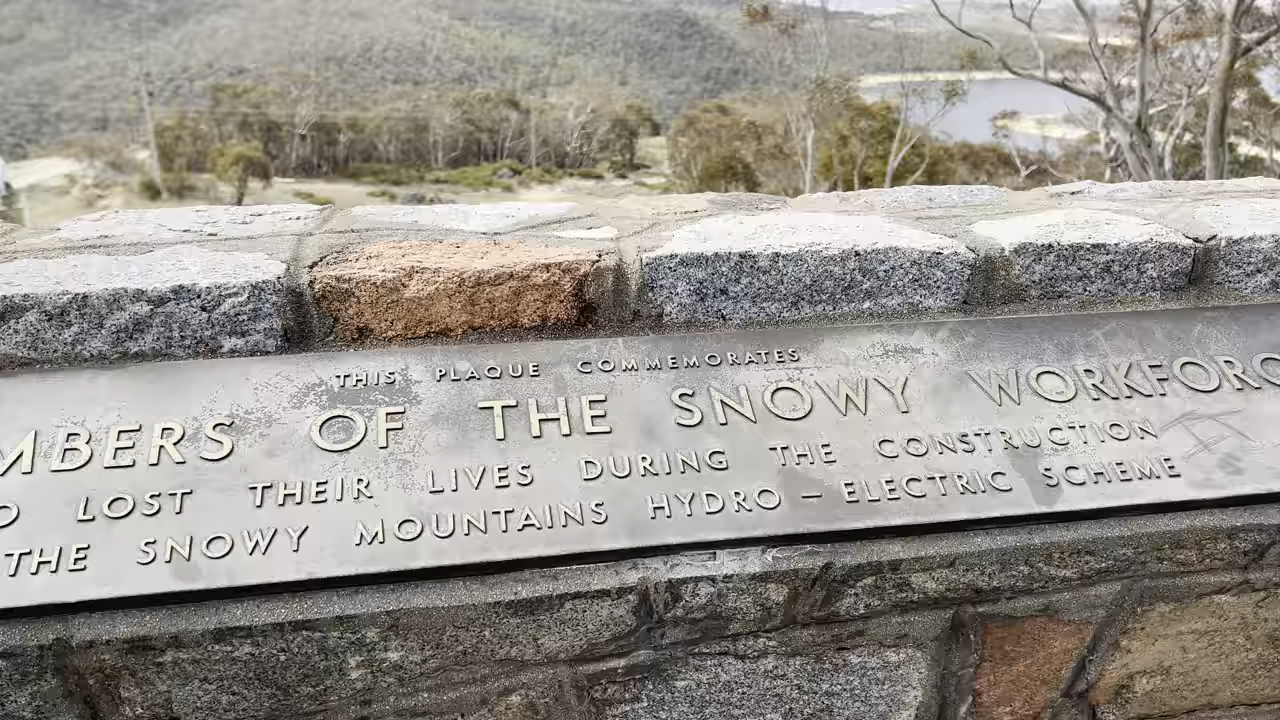 THIS PLAQUE COMMEMORATES
MBERS OF THE SNOWY WORKFORC
O LOST THEIR LIVES DURING THE CONSTRUCTION
THE SNOWY MOUNTAINS HYDRO – ELECTRIC SCHEME